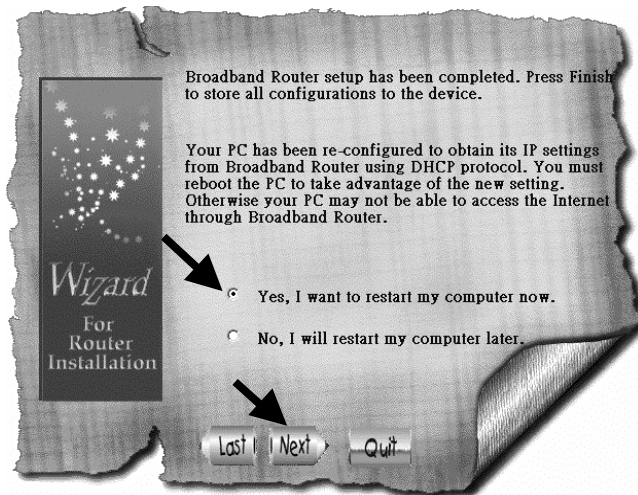 Broadband Router setup has been completed. Press Finish
to store all configurations to the device.
Your PC has been re-configured to obtain its IP settings
from Broadband Router using DHCP protocol. You must
reboot the PC to take advantage of the new setting.
Otherwise your PC may not be able to access the Internet
through Broadband Router.
Wizard
For
Router
Installation
Yes, I want to restart my computer now.
No, I will restart my computer later.
Last Next Quit